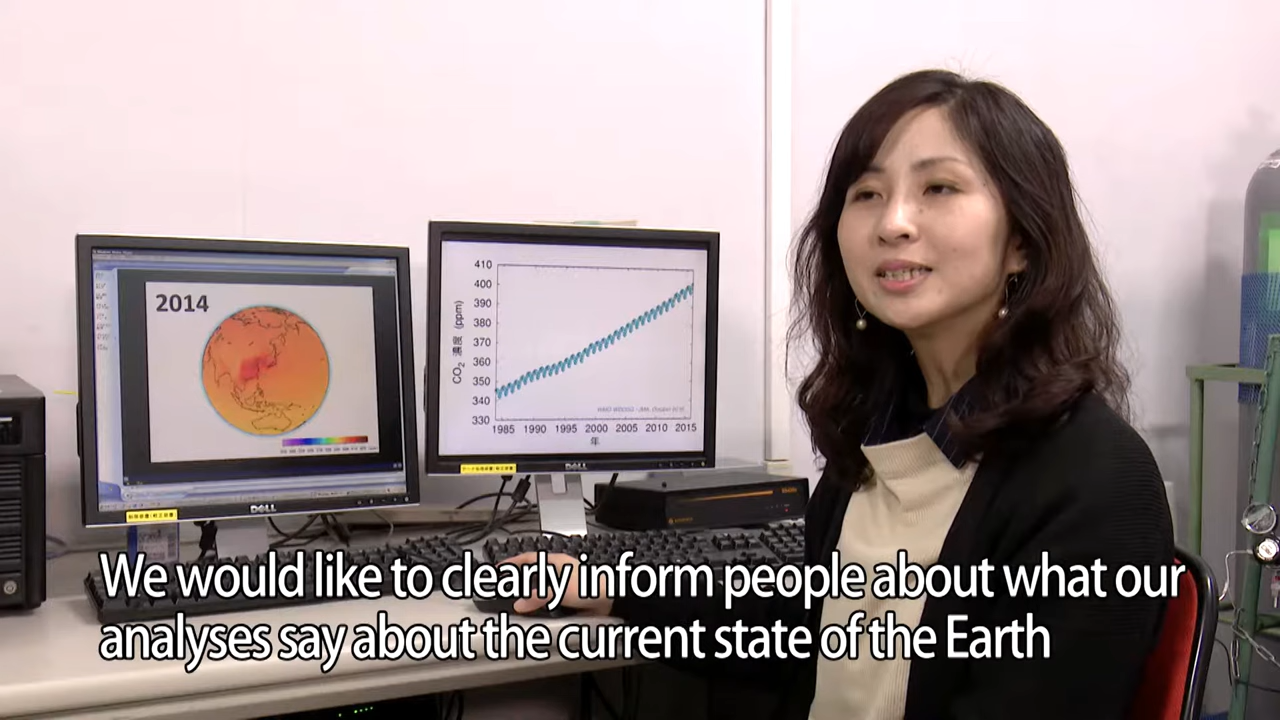 2014
410
400
390
380
370
360
350
340
330
CO2 濃度 (ppm)
1985 1990 1995 2000 2005 2010 2015
年
DELL
DELL
We would like to clearly inform people about what our
analyses say about the current state of the Earth